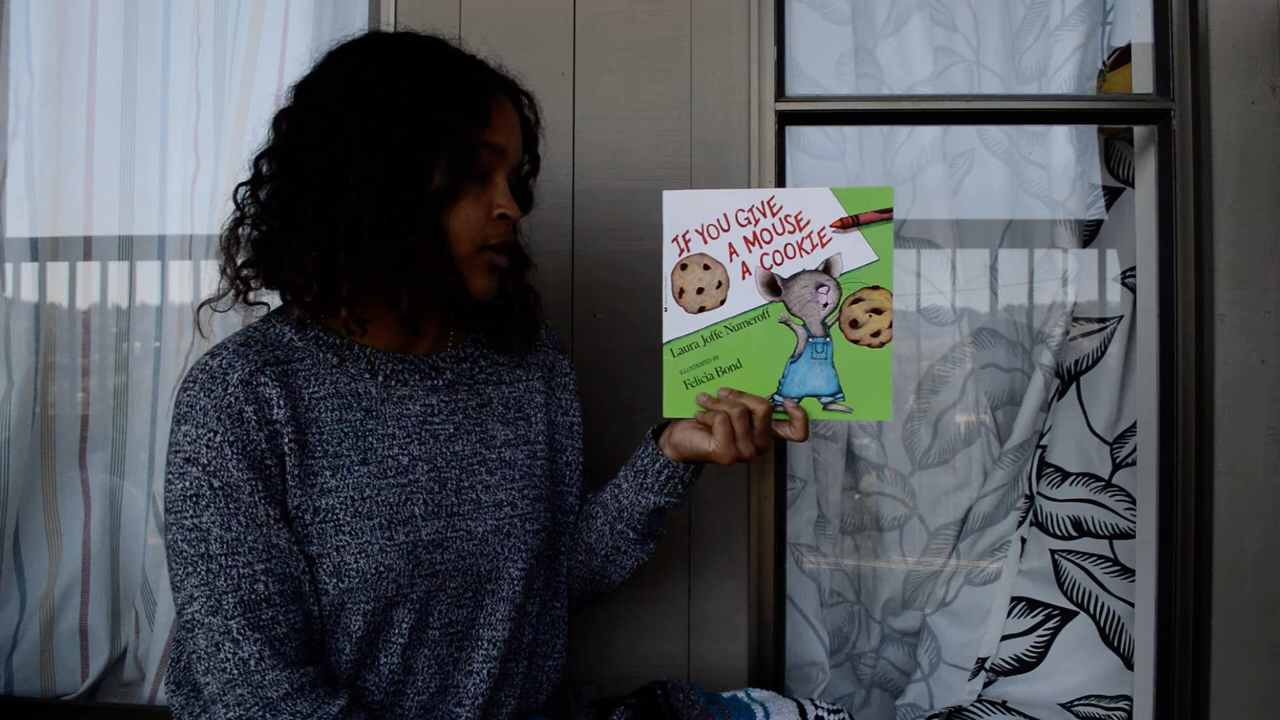 IF YOU GIVE
A MOUSE
A COOKIE
Laura Joffe Numeroff
ILLUSTRATED BY
Felicia Bond